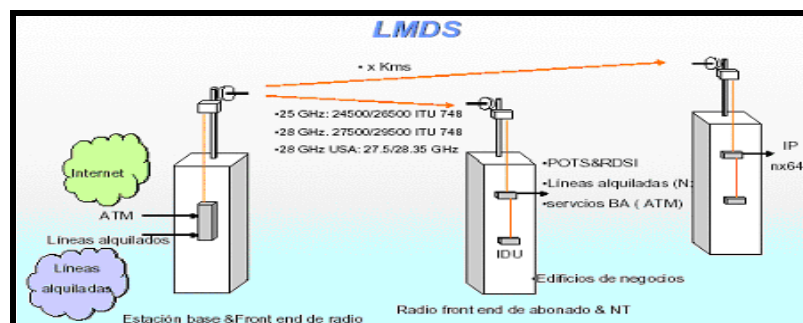 LMDS
• x Kms
•25 GHz: 24500/26500 ITU 748
•28 GHz. 27500/29500 ITU 748
•28 GHz USA: 27.5/28.35 GHz
Internet
ATM
Líneas alquilados
Líneas
alquiladas
•POTS&RDSI
•Líneas alquiladas (N:
•servcios BA ( ATM)
IDU
•Edificios de negocios
IP
nx64
Estación base &Front end de radio
Radio front end de abonado & NT